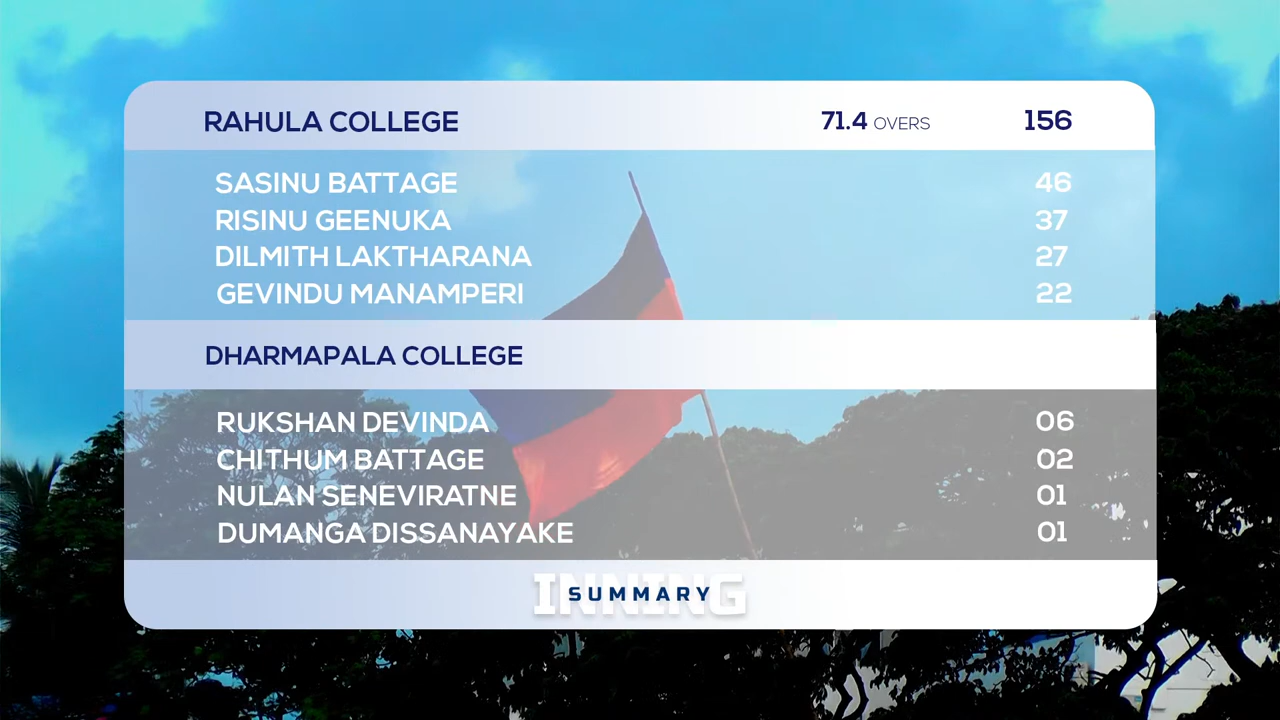 RAHULA COLLEGE 71.4 OVERS 156
SASINU BATTAGE 46
RISINU GEENUKA 37
DILMITH LAKTHARANA 27
GEVINDU MANAMPERI 22
DHARMAPALA COLLEGE
RUKSHAN DEVINDA 06
CHITHUM BATTAGE 02
NULAN SENEVIRATNE 01
DUMANGA DISSANAYAKE 01
INNING
SUMMARY